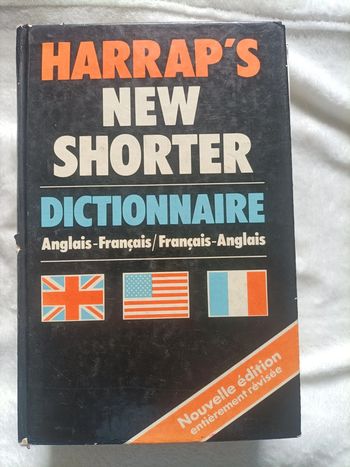 HARRAP'S
NEW
SHORTER
DICTIONNAIRE
Anglais-Français/Français-Anglais
Nouvelle édition
entièrement révisée